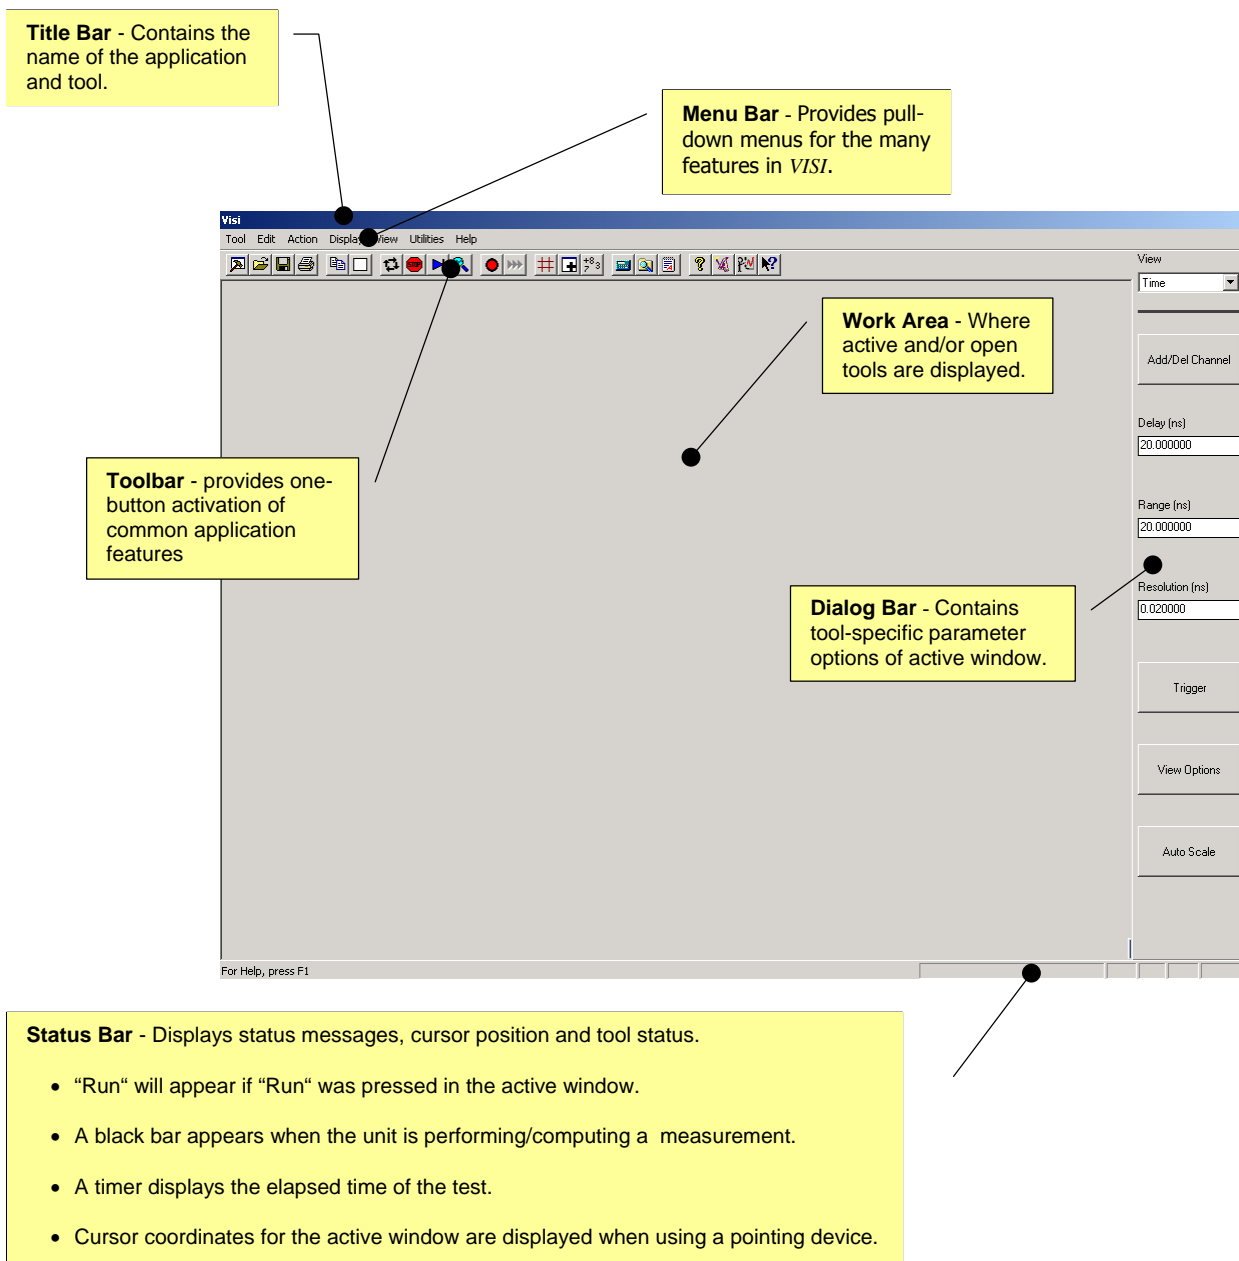 Title Bar - Contains the
name of the application
and tool.
Menu Bar - Provides pull-
down menus for the many
features in VISI.
Visi
Tool Edit Action Display View Utilities Help
View
Time
Work Area - Where
active and/or open
tools are displayed.
Add/Del Channel
Delay (ns)
20.000000
Toolbar - provides one-
button activation of
common application
features
Range (ns)
20.000000
Dialog Bar - Contains
tool-specific parameter
options of active window.
Resolution (ns)
0.020000
Trigger
View Options
Auto Scale
For Help, press F1
Status Bar - Displays status messages, cursor position and tool status.
• “Run“ will appear if “Run“ was pressed in the active window.
• A black bar appears when the unit is performing/computing a  measurement.
• A timer displays the elapsed time of the test.
• Cursor coordinates for the active window are displayed when using a pointing device.